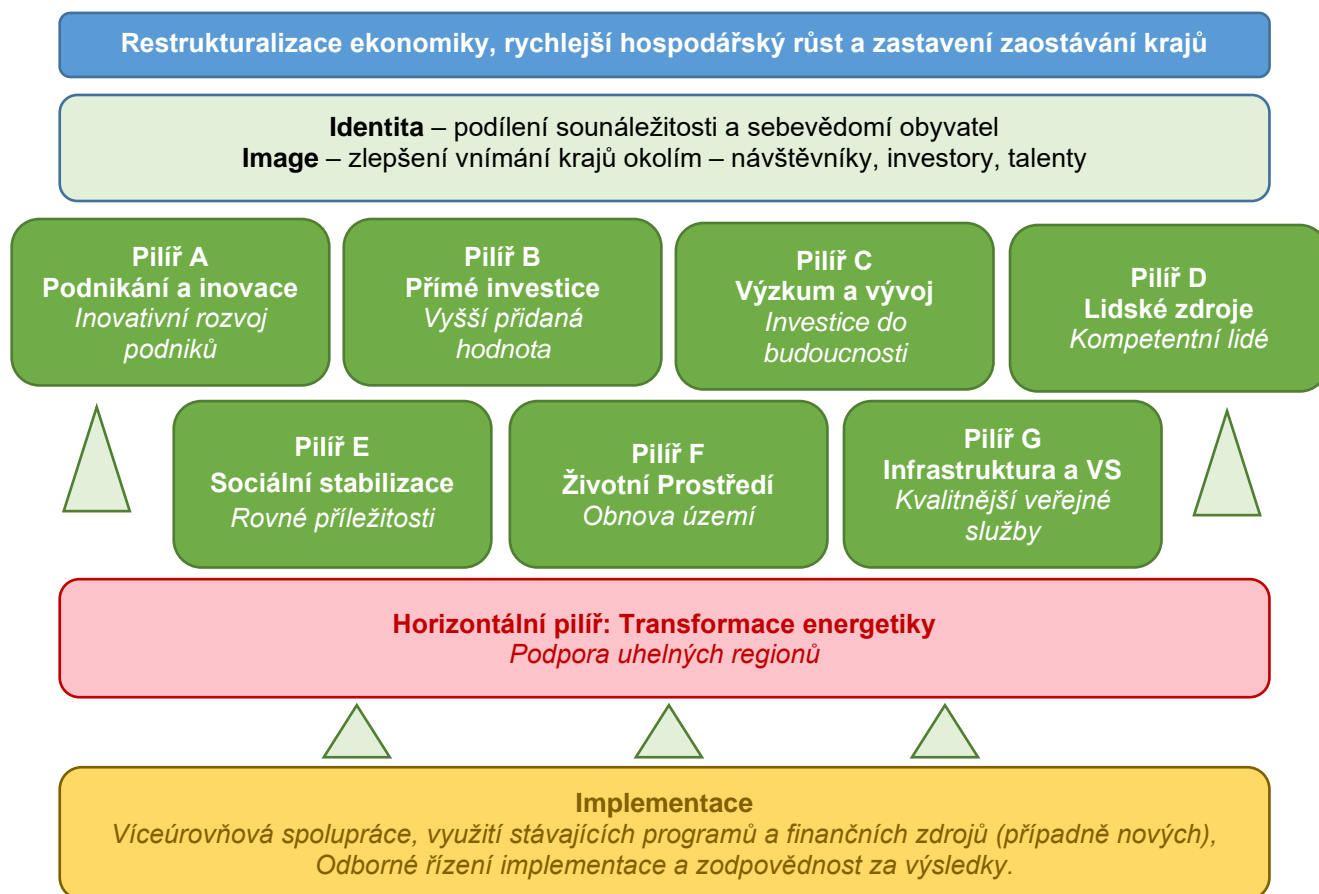 Restrukturalizace ekonomiky, rychlejší hospodářský růst a zastavení zaostávání krajů
Identita – podílení sounáležitosti a sebevědomí obyvatel
Image – zlepšení vnímání krajů okolím – návštěvníky, investory, talenty
Pilíř A
Podnikání a inovace
Inovativní rozvoj
podniků
Pilíř B
Přímé investice
Vyšší přidaná
hodnota
Pilíř C
Výzkum a vývoj
Investice do
budoucnosti
Pilíř D
Lidské zdroje
Kompetentní lidé
Pilíř E
Sociální stabilizace
Rovné příležitosti
Pilíř F
Životní Prostředí
Obnova území
Pilíř G
Infrastruktura a VS
Kvalitnější veřejné
služby
Horizontální pilíř: Transformace energetiky
Podpora uhelných regionů
Implementace
Víceúrovňová spolupráce, využití stávajících programů a finančních zdrojů (případně nových),
Odborné řízení implementace a zodpovědnost za výsledky.